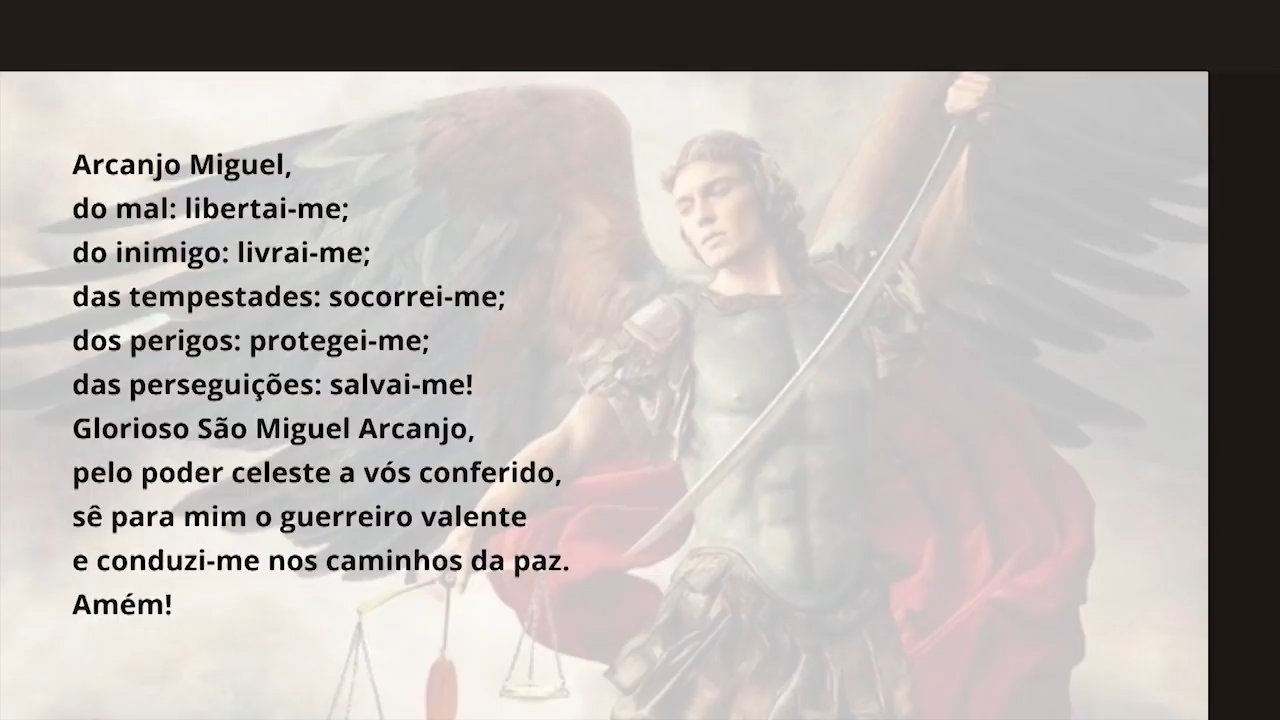 Arcanjo Miguel,
do mal: libertai-me;
do inimigo: livrai-me;
das tempestades: socorrei-me;
dos perigos: protegei-me;
das perseguições: salvai-me!
Glorioso São Miguel Arcanjo,
pelo poder celeste a vós conferido,
sê para mim o guerreiro valente
e conduzi-me nos caminhos da paz.
Amém!